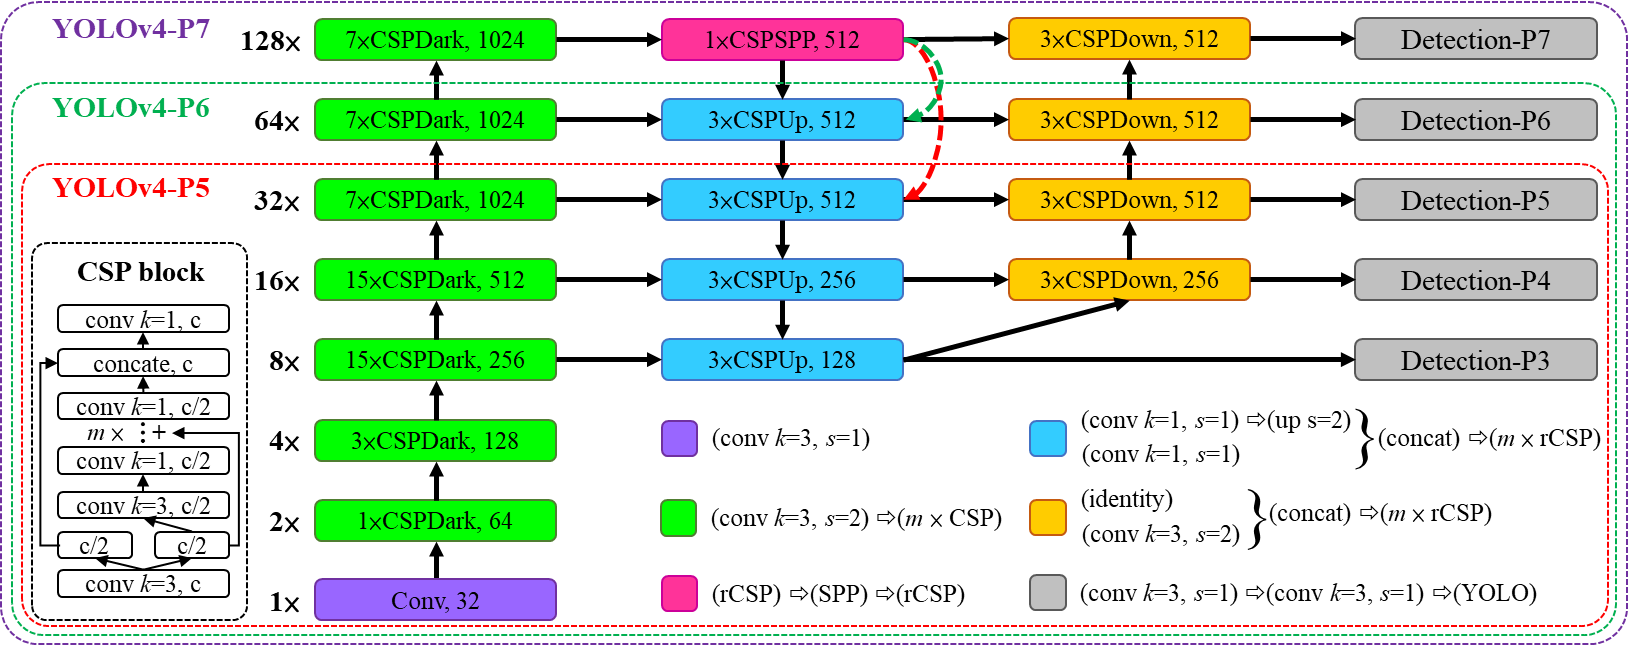 YOLOv4-P7
128× 7×CSPDark, 1024 1×CSPSPP, 512 3×CSPDown, 512 Detection-P7
YOLOv4-P6
64× 7×CSPDark, 1024 3×CSPUp, 512 3×CSPDown, 512 Detection-P6
YOLOv4-P5
32× 7×CSPDark, 1024 3×CSPUp, 512 3×CSPDown, 512 Detection-P5
16× 15×CSPDark, 512 3×CSPUp, 256 3×CSPDown, 256 Detection-P4
8× 15×CSPDark, 256 3×CSPUp, 128 Detection-P3
4× 3×CSPDark, 128
2× 1×CSPDark, 64
1× Conv, 32
CSP block
conv k=1, c
concate, c
conv k=1, c/2
m × ⋮ +
conv k=1, c/2
conv k=3, c/2
c/2 c/2
conv k=3, c
(conv k=3, s=1)
(conv k=3, s=2) ⇨(m × CSP)
(rCSP) ⇨(SPP) ⇨(rCSP)
(conv k=1, s=1) ⇨(up s=2)
(conv k=1, s=1)
(concat) ⇨(m × rCSP)
(identity)
(conv k=3, s=2)
(concat) ⇨(m × rCSP)
(conv k=3, s=1) ⇨(conv k=3, s=1) ⇨(YOLO)